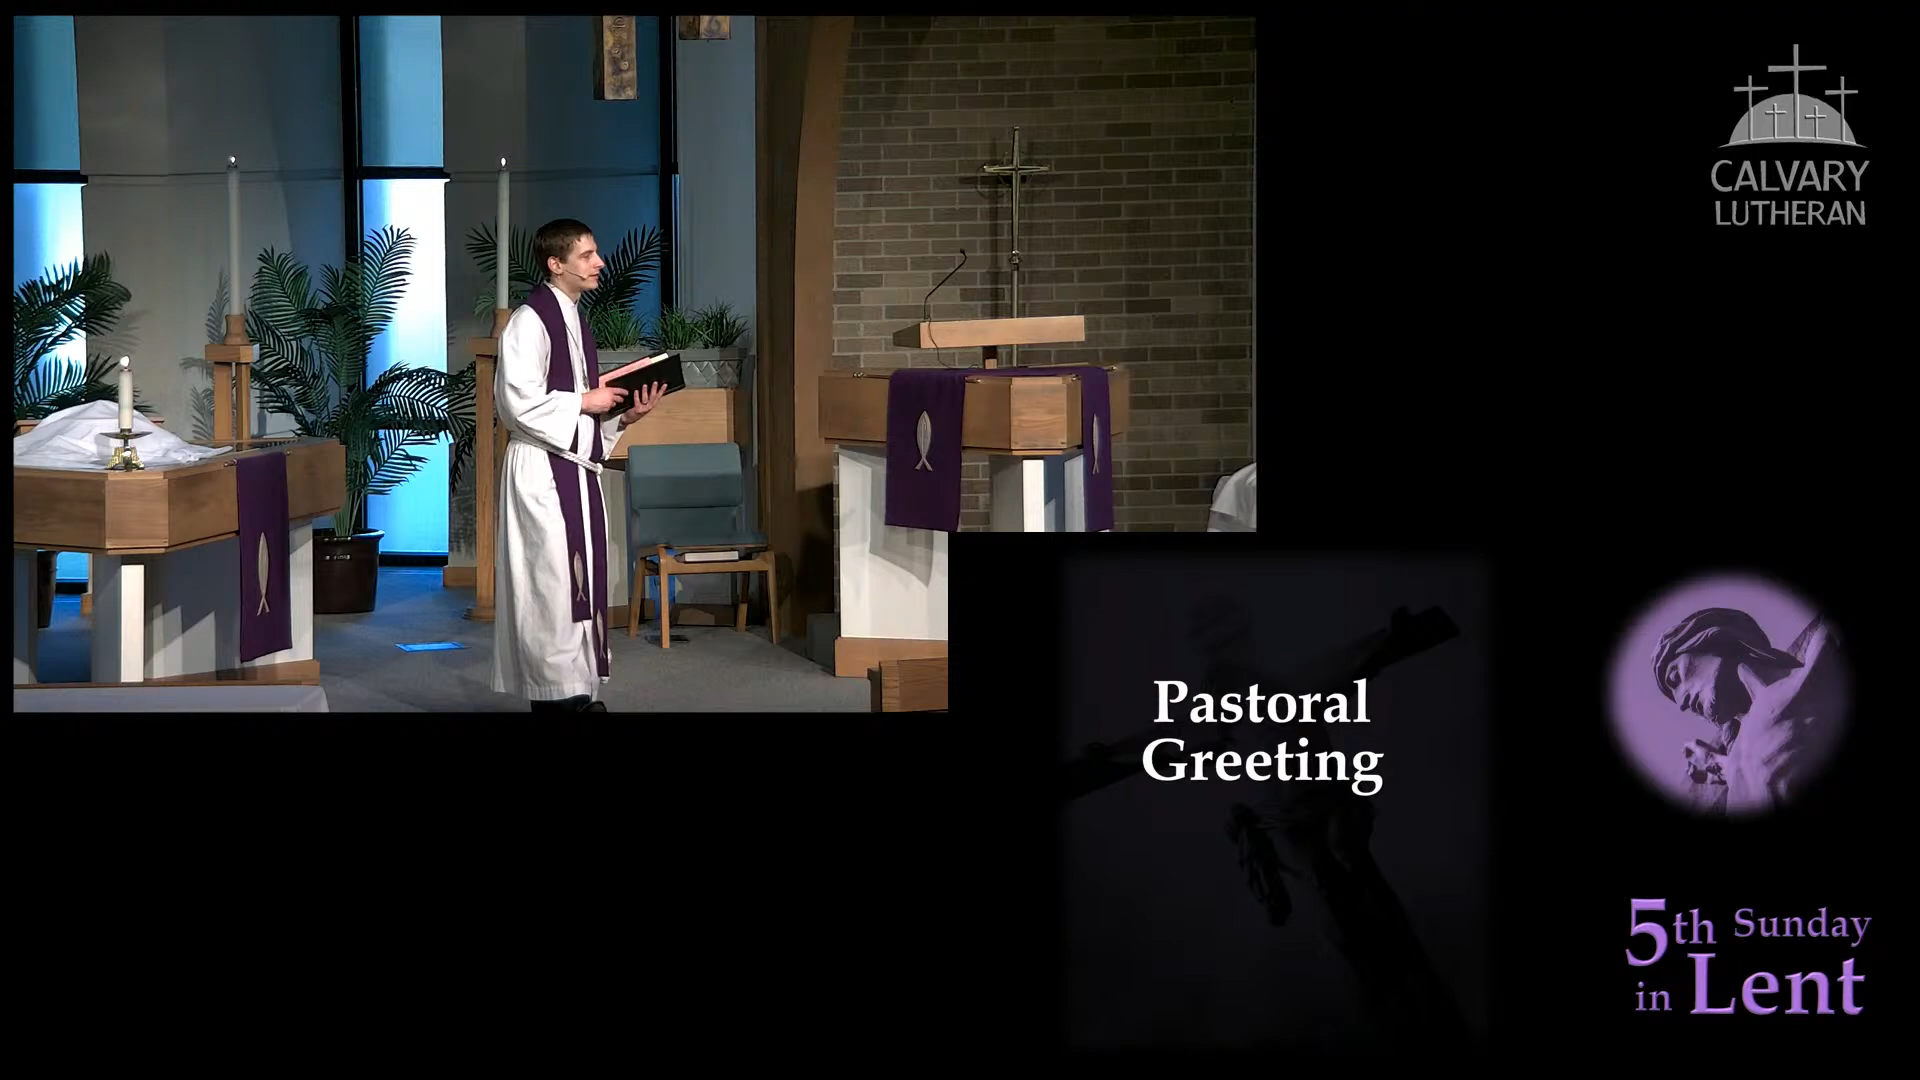 CALVARY
LUTHERAN
Pastoral
Greeting
5th Sunday
in Lent